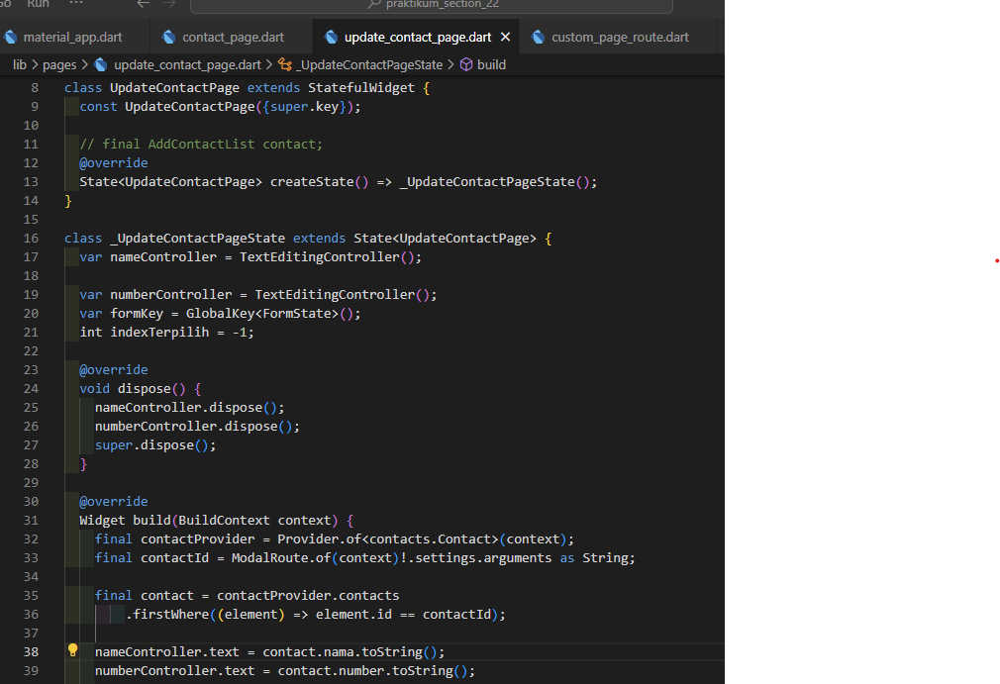 Go Run ... praktikum_section_22
material_app.dart contact_page.dart update_contact_page.dart custom_page_route.dart
lib > pages > update_contact_page.dart > _UpdateContactPageState > build
8 class UpdateContactPage extends StatefulWidget {
9 const UpdateContactPage({super.key});
10
11 // final AddContactList contact;
12 @override
13 State<UpdateContactPage> createState() => _UpdateContactPageState();
14 }
15
16 class _UpdateContactPageState extends State<UpdateContactPage> {
17 var nameController = TextEditingController();
18
19 var numberController = TextEditingController();
20 var formKey = GlobalKey<FormState>();
21 int indexTerpilih = -1;
22
23 @override
24 void dispose() {
25 nameController.dispose();
26 numberController.dispose();
27 super.dispose();
28 }
29
30 @override
31 Widget build(BuildContext context) {
32 final contactProvider = Provider.of<contacts.Contact>(context);
33 final contactId = ModalRoute.of(context)!.settings.arguments as String;
34
35 final contact = contactProvider.contacts
36 .firstWhere((element) => element.id == contactId);
37
38 nameController.text = contact.nama.toString();
39 numberController.text = contact.number.toString();